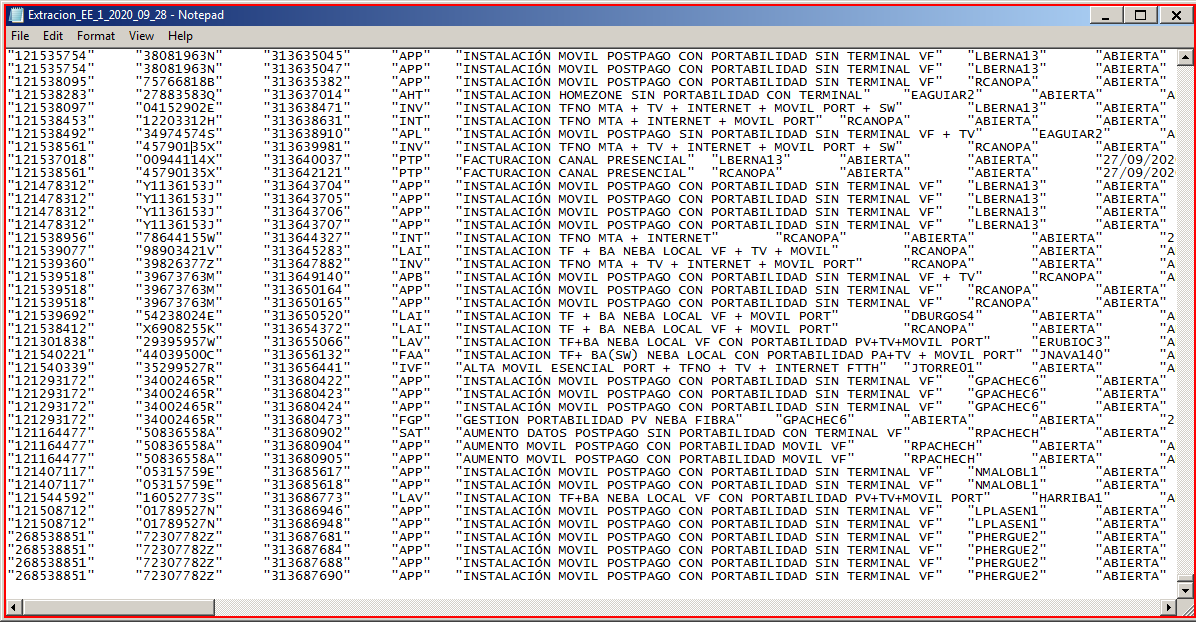 Extracion_EE_1_2020_09_28 - Notepad
File Edit Format View Help
"121535754" "38081963N" "313635045" "APP" "INSTALACIÓN MOVIL POSTPAGO CON PORTABILIDAD SIN TERMINAL VF" "LBERNA13" "ABIERTA"
"121535754" "38081963N" "313635047" "APP" "INSTALACIÓN MOVIL POSTPAGO CON PORTABILIDAD SIN TERMINAL VF" "LBERNA13" "ABIERTA"
"121538095" "75766818B" "313635382" "APP" "INSTALACIÓN MOVIL POSTPAGO CON PORTABILIDAD SIN TERMINAL VF" "RCANOPA" "ABIERTA"
"121538283" "27883583Q" "313637014" "AHT" "INSTALACION HOMEZONE SIN PORTABILIDAD CON TERMINAL" "EAGUIAR2" "ABIERTA" "A
"121538097" "04152902E" "313638471" "INV" "INSTALACION TFNO MTA + TV + INTERNET + MOVIL PORT + SW" "LBERNA13" "ABIERTA"
"121538453" "12203312H" "313638631" "INT" "INSTALACION TFNO MTA + INTERNET + MOVIL PORT" "RCANOPA" "ABIERTA" "ABIERTA"
"121538492" "34974574S" "313638910" "APL" "INSTALACIÓN MOVIL POSTPAGO SIN PORTABILIDAD SIN TERMINAL VF + TV" "EAGUIAR2" "A
"121538561" "45790135X" "313639981" "INV" "INSTALACION TFNO MTA + TV + INTERNET + MOVIL PORT + SW" "RCANOPA" "ABIERTA"
"121537018" "00944114X" "313640037" "PTP" "FACTURACION CANAL PRESENCIAL" "LBERNA13" "ABIERTA" "ABIERTA" "27/09/202
"121538561" "45790135X" "313642121" "PTP" "FACTURACION CANAL PRESENCIAL" "RCANOPA" "ABIERTA" "ABIERTA" "27/09/202
"121478312" "Y1136153J" "313643704" "APP" "INSTALACIÓN MOVIL POSTPAGO CON PORTABILIDAD SIN TERMINAL VF" "LBERNA13" "ABIERTA"
"121478312" "Y1136153J" "313643705" "APP" "INSTALACIÓN MOVIL POSTPAGO CON PORTABILIDAD SIN TERMINAL VF" "LBERNA13" "ABIERTA"
"121478312" "Y1136153J" "313643706" "APP" "INSTALACIÓN MOVIL POSTPAGO CON PORTABILIDAD SIN TERMINAL VF" "LBERNA13" "ABIERTA"
"121478312" "Y1136153J" "313643707" "APP" "INSTALACIÓN MOVIL POSTPAGO CON PORTABILIDAD SIN TERMINAL VF" "LBERNA13" "ABIERTA"
"121538956" "78644155W" "313644327" "INT" "INSTALACION TFNO MTA + INTERNET" "RCANOPA" "ABIERTA" "ABIERTA" "2
"121539077" "98903421V" "313645283" "LAI" "INSTALACION TF + BA NEBA LOCAL VF + TV + MOVIL" "RCANOPA" "ABIERTA" "A
"121539360" "39826377Z" "313647882" "INV" "INSTALACION TFNO MTA + TV + INTERNET + MOVIL PORT" "RCANOPA" "ABIERTA" "A
"121539518" "39673763M" "313649140" "APB" "INSTALACIÓN MOVIL POSTPAGO CON PORTABILIDAD SIN TERMINAL VF + TV" "RCANOPA" "A
"121539518" "39673763M" "313650164" "APP" "INSTALACIÓN MOVIL POSTPAGO CON PORTABILIDAD SIN TERMINAL VF" "RCANOPA" "ABIERTA"
"121539518" "39673763M" "313650165" "APP" "INSTALACIÓN MOVIL POSTPAGO CON PORTABILIDAD SIN TERMINAL VF" "RCANOPA" "ABIERTA"
"121539692" "54238024E" "313650520" "LAI" "INSTALACION TF + BA NEBA LOCAL VF + MOVIL PORT" "DBURGOS4" "ABIERTA" "A
"121538412" "X6908255K" "313654372" "LAI" "INSTALACION TF + BA NEBA LOCAL VF + MOVIL PORT" "RCANOPA" "ABIERTA" "A
"121301838" "29395957W" "313655066" "LAV" "INSTALACION TF+BA NEBA LOCAL VF CON PORTABILIDAD PV+TV+MOVIL PORT" "ERUBIOC3" "A
"121540221" "44039500C" "313656132" "FAA" "INSTALACION TF+ BA(SW) NEBA LOCAL CON PORTABILIDAD PA+TV + MOVIL PORT" "JNAVA140" "A
"121540339" "35299527R" "313656441" "IVF" "ALTA MOVIL ESENCIAL PORT + TFNO + TV + INTERNET FTTH" "JTORRE01" "ABIERTA" "A
"121293172" "34002465R" "313680422" "APP" "INSTALACIÓN MOVIL POSTPAGO CON PORTABILIDAD SIN TERMINAL VF" "GPACHEC6" "ABIERTA"
"121293172" "34002465R" "313680423" "APP" "INSTALACIÓN MOVIL POSTPAGO CON PORTABILIDAD SIN TERMINAL VF" "GPACHEC6" "ABIERTA"
"121293172" "34002465R" "313680424" "APP" "INSTALACIÓN MOVIL POSTPAGO CON PORTABILIDAD SIN TERMINAL VF" "GPACHEC6" "ABIERTA"
"121293172" "34002465R" "313680473" "FGP" "GESTION PORTABILIDAD PV NEBA FIBRA" "GPACHEC6" "ABIERTA" "ABIERTA" "2
"121164477" "50836558A" "313680902" "SAT" "AUMENTO DATOS POSTPAGO SIN PORTABILIDAD CON TERMINAL VF" "RPACHECH" "ABIERTA"
"121164477" "50836558A" "313680904" "APP" "AUMENTO MOVIL POSTPAGO CON PORTABILIDAD MOVIL VF" "RPACHECH" "ABIERTA" "A
"121164477" "50836558A" "313680905" "APP" "AUMENTO MOVIL POSTPAGO CON PORTABILIDAD MOVIL VF" "RPACHECH" "ABIERTA" "A
"121407117" "05315759E" "313685617" "APP" "INSTALACIÓN MOVIL POSTPAGO CON PORTABILIDAD SIN TERMINAL VF" "NMALOBL1" "ABIERTA"
"121407117" "05315759E" "313685618" "APP" "INSTALACIÓN MOVIL POSTPAGO CON PORTABILIDAD SIN TERMINAL VF" "NMALOBL1" "ABIERTA"
"121544592" "16052773S" "313686773" "LAV" "INSTALACION TF+BA NEBA LOCAL VF CON PORTABILIDAD PV+TV+MOVIL PORT" "HARRIBA1" "A
"121508712" "01789527N" "313686946" "APP" "INSTALACIÓN MOVIL POSTPAGO CON PORTABILIDAD SIN TERMINAL VF" "LPLASEN1" "ABIERTA"
"121508712" "01789527N" "313686948" "APP" "INSTALACIÓN MOVIL POSTPAGO CON PORTABILIDAD SIN TERMINAL VF" "LPLASEN1" "ABIERTA"
"268538851" "72307782Z" "313687681" "APP" "INSTALACIÓN MOVIL POSTPAGO CON PORTABILIDAD SIN TERMINAL VF" "PHERGUE2" "ABIERTA"
"268538851" "72307782Z" "313687684" "APP" "INSTALACIÓN MOVIL POSTPAGO CON PORTABILIDAD SIN TERMINAL VF" "PHERGUE2" "ABIERTA"
"268538851" "72307782Z" "313687688" "APP" "INSTALACIÓN MOVIL POSTPAGO CON PORTABILIDAD SIN TERMINAL VF" "PHERGUE2" "ABIERTA"
"268538851" "72307782Z" "313687690" "APP" "INSTALACIÓN MOVIL POSTPAGO CON PORTABILIDAD SIN TERMINAL VF" "PHERGUE2" "ABIERTA"